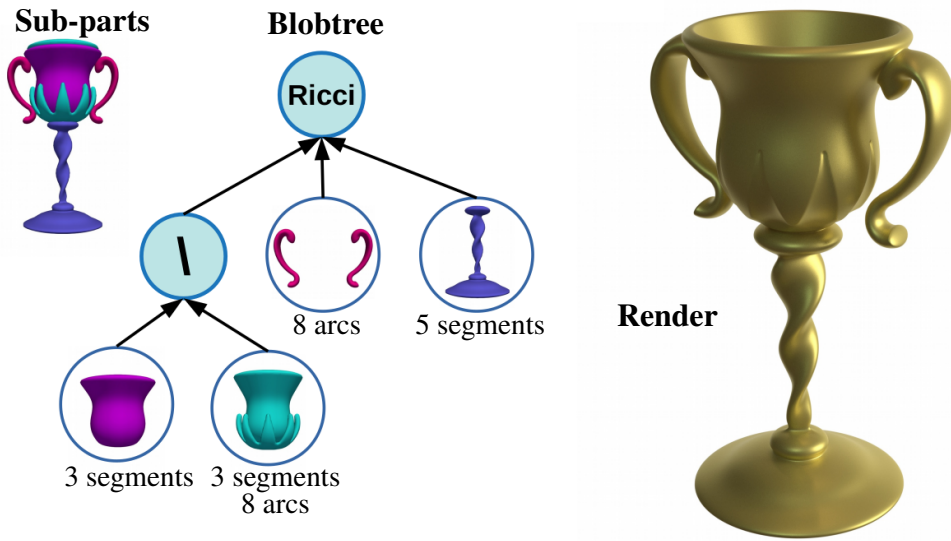 Sub-parts
Blobtree
Ricci
\
8 arcs
5 segments
Render
3 segments
3 segments
8 arcs